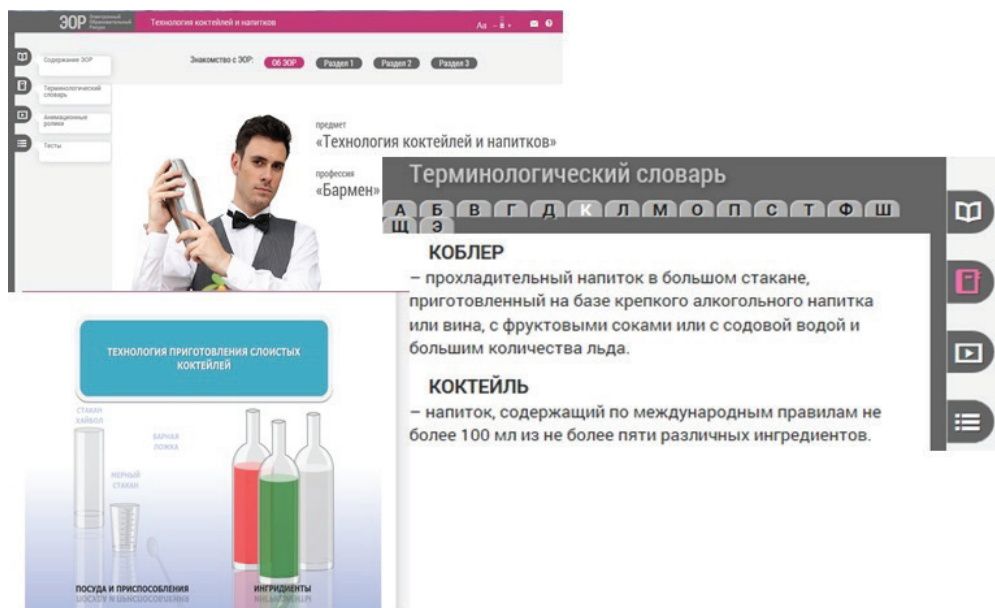 ЭОР
Электронный
Образовательный
Ресурс
Технология коктейлей и напитков
Aa - +
Содержание ЭОР
Терминологический
словарь
Анимационные
ролики
Тесты
Знакомство с ЭОР:
Об ЭОР
Раздел 1
Раздел 2
Раздел 3
предмет
«Технология коктейлей и напитков»
профессия
«Бармен»
Терминологический словарь
А Б В Г Д К Л М О П С Т Ф Ш
Щ Э
КОБЛЕР
– прохладительный напиток в большом стакане,
приготовленный на базе крепкого алкогольного напитка
или вина, с фруктовыми соками или с содовой водой и
большим количества льда.
КОКТЕЙЛЬ
– напиток, содержащий по международным правилам не
более 100 мл из не более пяти различных ингредиентов.
ТЕХНОЛОГИЯ ПРИГОТОВЛЕНИЯ СЛОИСТЫХ
КОКТЕЙЛЕЙ
СТАКАН
ХАЙБОЛ
БАРНАЯ
ЛОЖКА
МЕРНЫЙ
СТАКАН
ПОСУДА И ПРИСПОСОБЛЕНИЯ
ИНГРИДИЕНТЫ